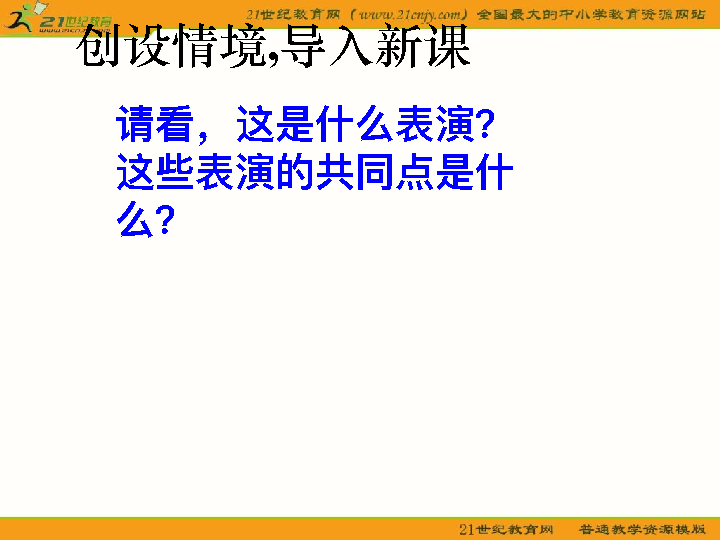 21世纪教育网（www.21cnjy.com）全国最大的中小学教育资源网站
21世纪教育
www.21cnjy.com
创设情境,导入新课
请看，这是什么表演?
这些表演的共同点是什
么?
21世纪教育网 普通教学资源模版